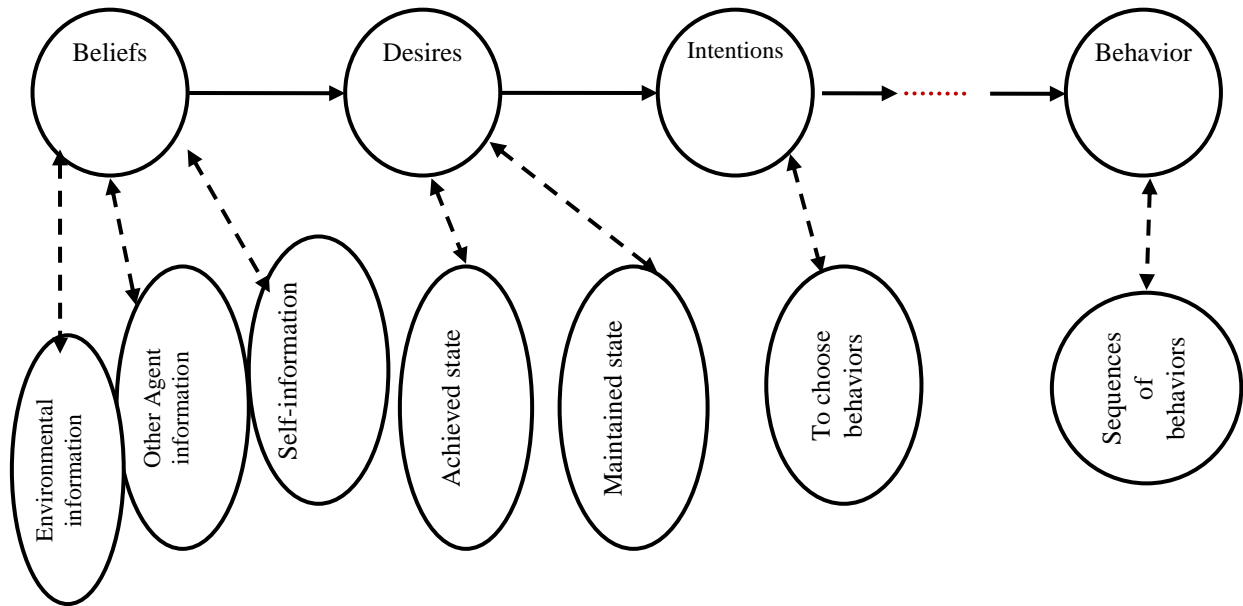 Beliefs
Desires
Intentions
Behavior
Environmental
information
Other Agent
information
Self-information
Achieved state
Maintained state
To choose
behaviors
Sequences
of
behaviors